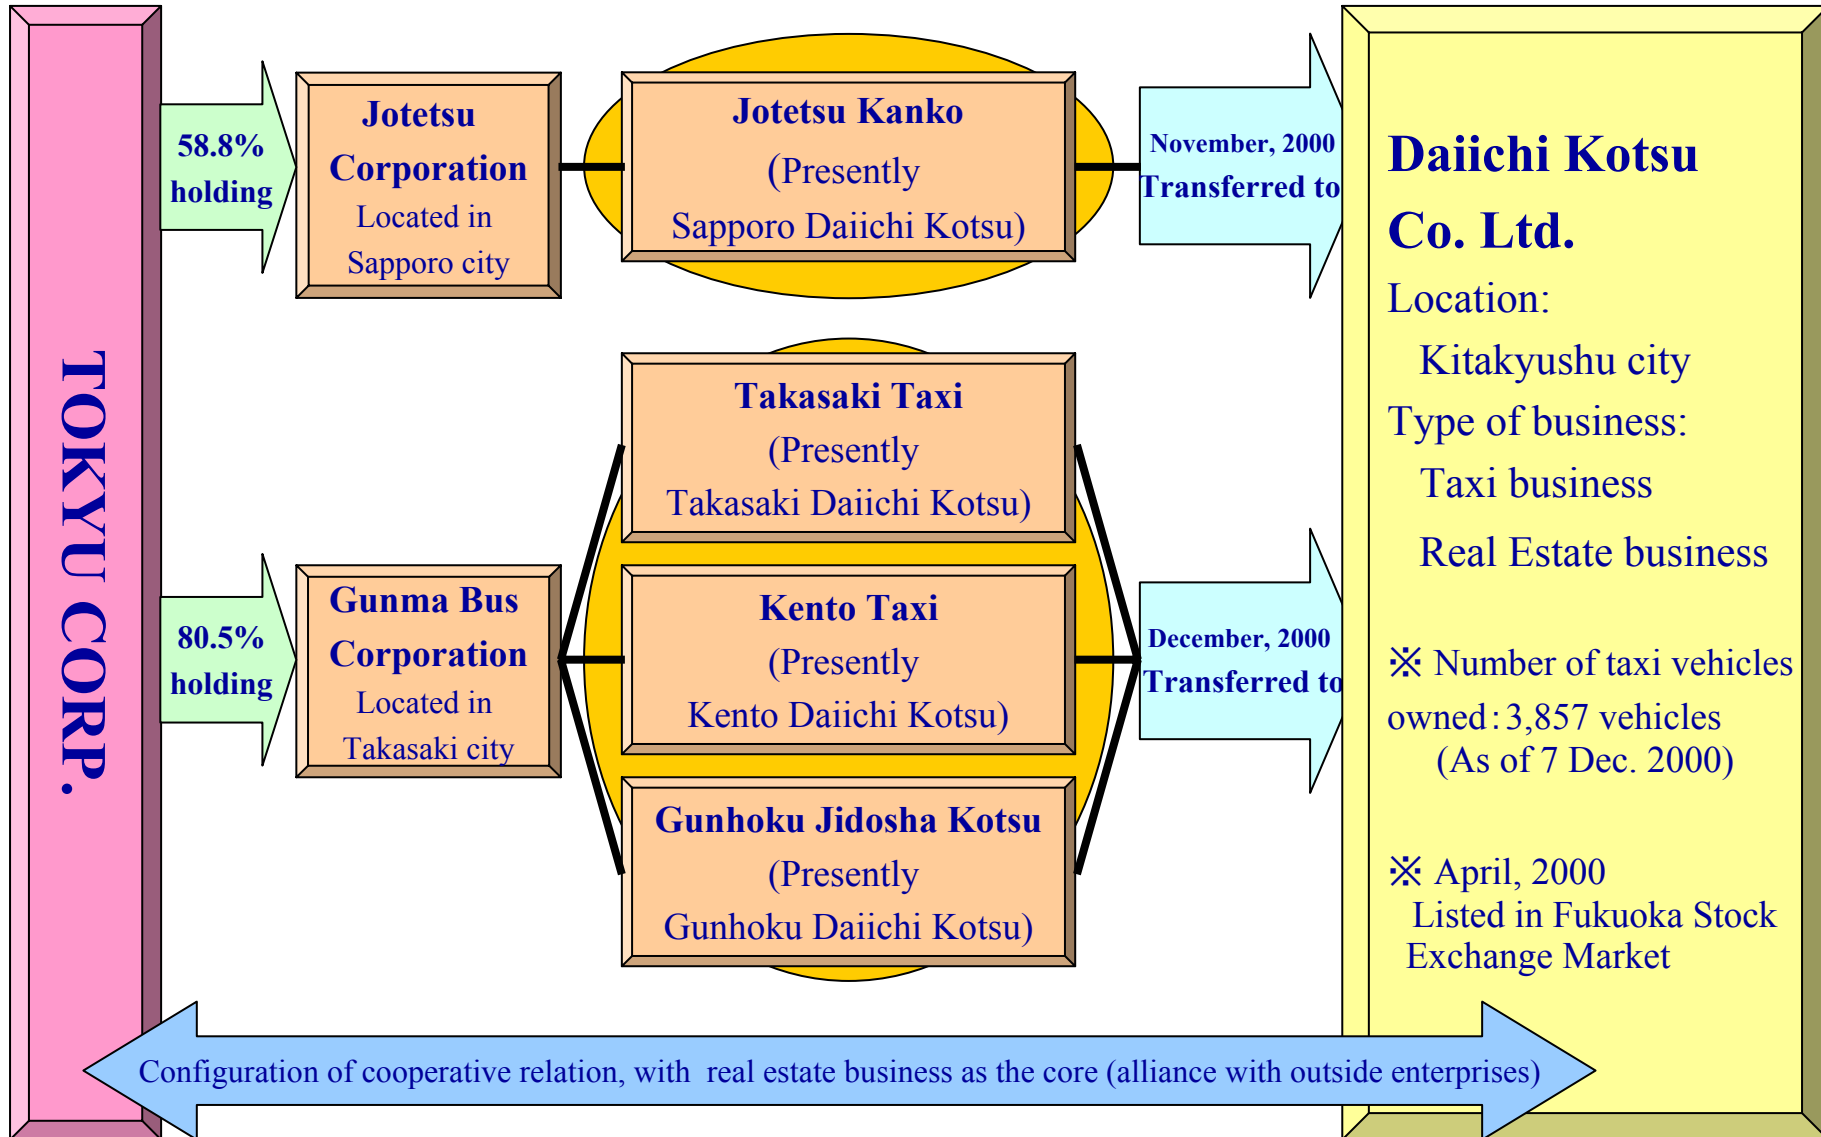 TOKYU CORP.
58.8%
holding
Jotetsu
Corporation
Located in
Sapporo city
Jotetsu Kanko
(Presently
Sapporo Daiichi Kotsu)
November, 2000
Transferred to
80.5%
holding
Gunma Bus
Corporation
Located in
Takasaki city
Takasaki Taxi
(Presently
Takasaki Daiichi Kotsu)
Kento Taxi
(Presently
Kento Daiichi Kotsu)
Gunhoku Jidosha Kotsu
(Presently
Gunhoku Daiichi Kotsu)
December, 2000
Transferred to
Daiichi Kotsu
Co. Ltd.
Location:
Kitakyushu city
Type of business:
Taxi business
Real Estate business
※ Number of taxi vehicles
owned:3,857 vehicles
(As of 7 Dec. 2000)
※ April, 2000
Listed in Fukuoka Stock
Exchange Market
Configuration of cooperative relation, with real estate business as the core (alliance with outside enterprises)